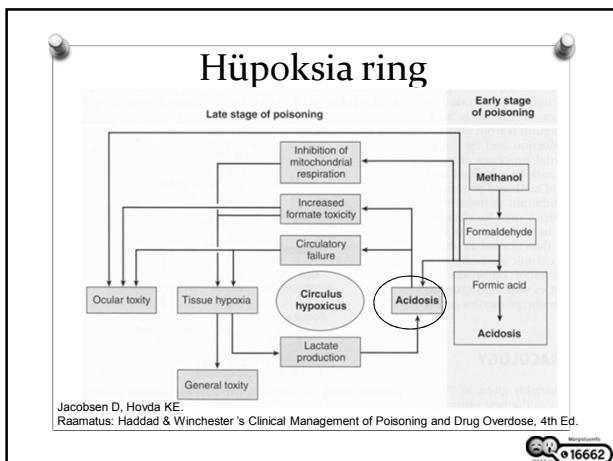 Hüpoksia ring
Late stage of poisoning
Early stage
of poisoning
Inhibition of
mitochondrial
respiration
Methanol
Increased
formate toxicity
Formaldehyde
Circulatory
failure
Ocular toxity
Tissue hypoxia
Circulus
hypoxicus
Acidosis
Formic acid
Acidosis
Lactate
production
General toxity
Jacobsen D, Hovda KE.
Raamatus: Haddad & Winchester 's Clinical Management of Poisoning and Drug Overdose, 4th Ed.
Mürgistusinfo
16662